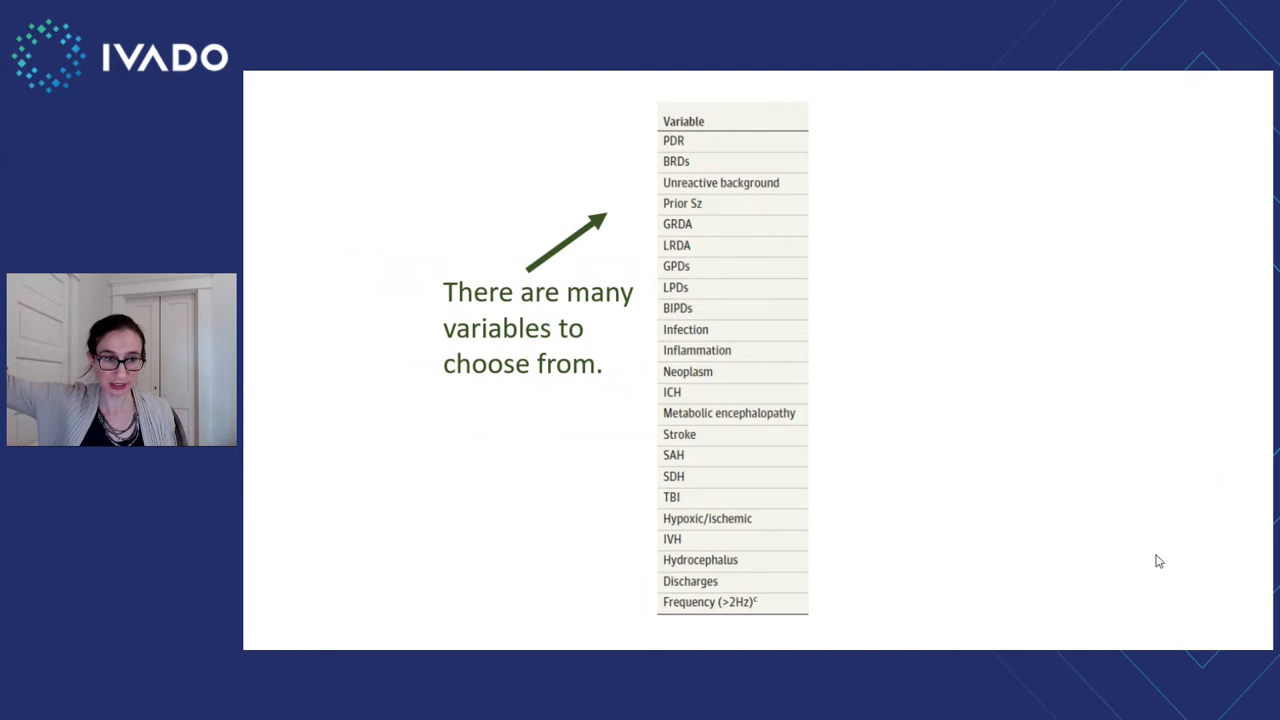 IVADO
There are many
variables to
choose from.
Variable
PDR
BRDs
Unreactive background
Prior Sz
GRDA
LRDA
GPDs
LPDs
BIPDs
Infection
Inflammation
Neoplasm
ICH
Metabolic encephalopathy
Stroke
SAH
SDH
TBI
Hypoxic/ischemic
IVH
Hydrocephalus
Discharges
Frequency (>2Hz)ᶜ